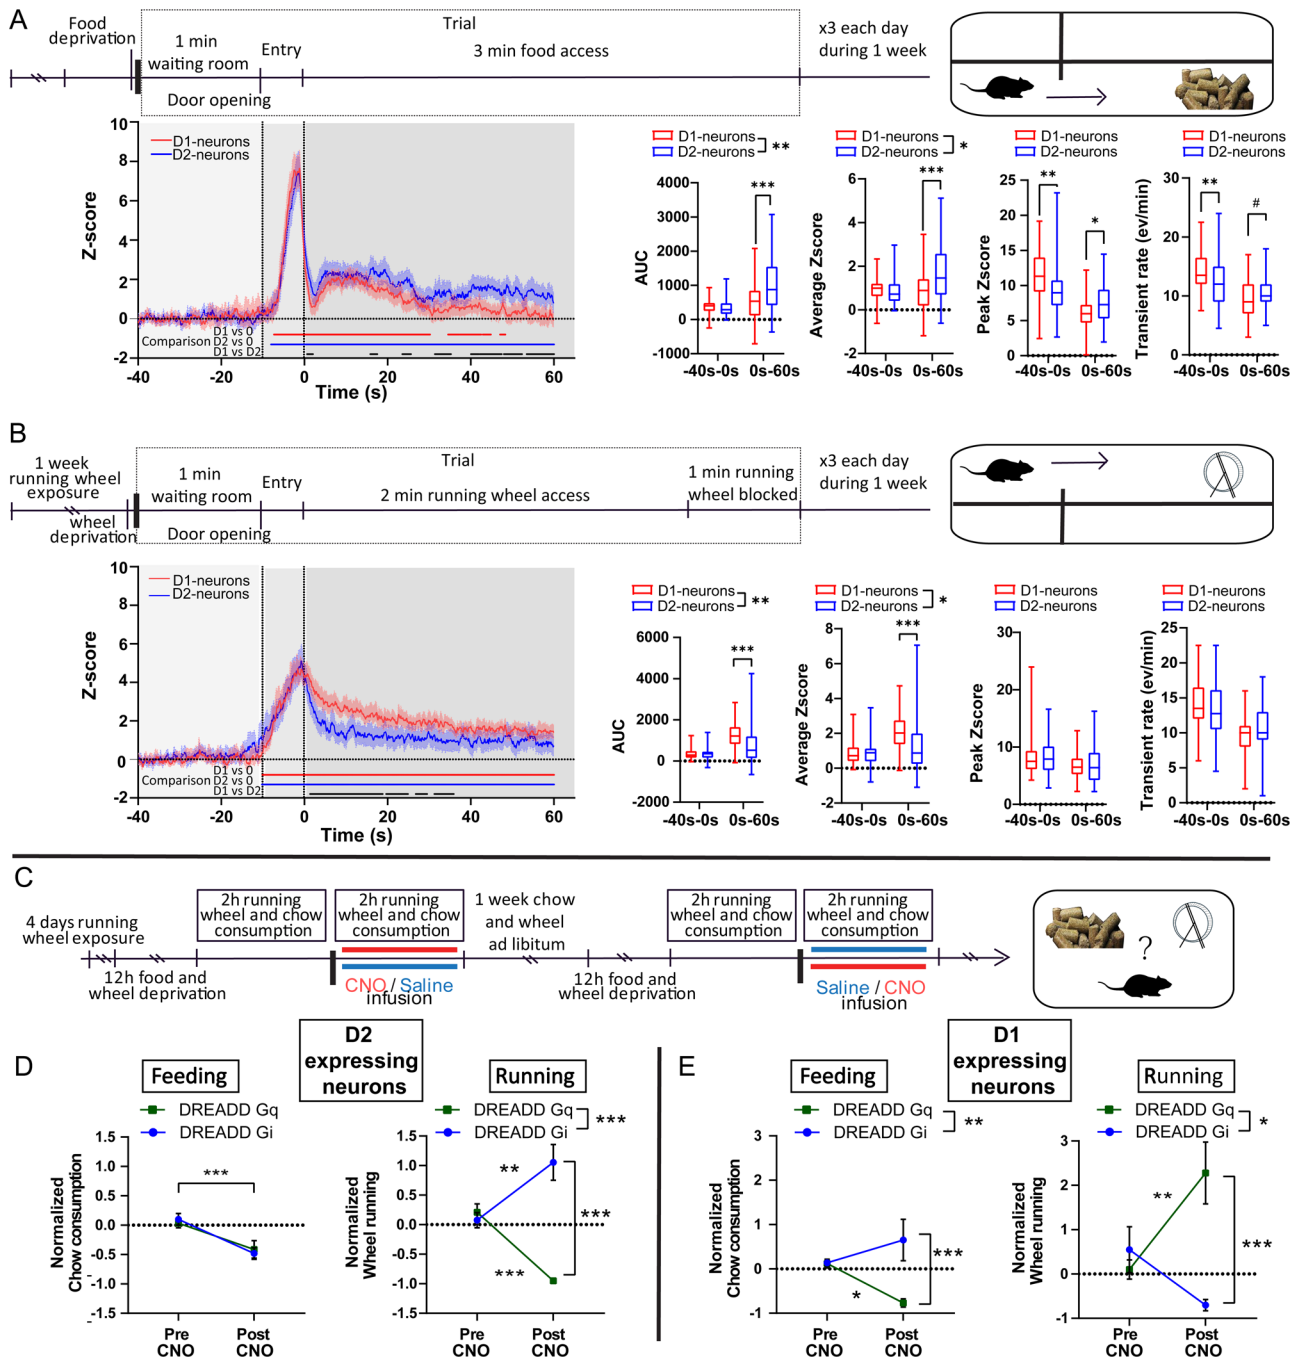 A
Food
deprivation
Trial
1 min
waiting room
Entry
3 min food access
x3 each day
during 1 week
Door opening
D1-neurons
D2-neurons
Z-score
10
8
6
4
2
0
-2
Comparison
D1 vs 0
D2 vs 0
D1 vs D2
-40
-20
0
20
40
60
Time (s)
D1-neurons
D2-neurons
**
***
AUC
4000
3000
2000
1000
0
-1000
-40s-0s
0s-60s
D1-neurons
D2-neurons
*
***
Average Zscore
6
4
2
0
-2
-40s-0s
0s-60s
D1-neurons
D2-neurons
**
*
Peak Zscore
25
20
15
10
5
0
-40s-0s
0s-60s
D1-neurons
D2-neurons
**
#
Transient rate (ev/min)
30
20
10
0
-40s-0s
0s-60s
B
1 week
running wheel
exposure
wheel
deprivation
Trial
1 min
waiting room
Entry
2 min running wheel access
1 min running
wheel blocked
x3 each day
during 1 week
Door opening
D1-neurons
D2-neurons
Z-score
10
8
6
4
2
0
-2
Comparison
D1 vs 0
D2 vs 0
D1 vs D2
-40
-20
0
20
40
60
Time (s)
D1-neurons
D2-neurons
**
***
AUC
6000
4000
2000
0
-2000
-40s-0s
0s-60s
D1-neurons
D2-neurons
*
***
Average Zscore
8
6
4
2
0
-2
-40s-0s
0s-60s
D1-neurons
D2-neurons
Peak Zscore
30
20
10
0
-40s-0s
0s-60s
D1-neurons
D2-neurons
Transient rate (ev/min)
25
20
15
10
5
0
-40s-0s
0s-60s
C
4 days running
wheel exposure
12h food and
wheel deprivation
2h running
wheel and chow
consumption
2h running
wheel and chow
consumption
CNO / Saline
infusion
1 week chow
and wheel
ad libitum
12h food and
wheel deprivation
2h running
wheel and chow
consumption
2h running
wheel and chow
consumption
Saline / CNO
infusion
?
D
D2
expressing
neurons
Feeding
DREADD Gq
DREADD Gi
***
Normalized
Chow consumption
1.5
1.0
0.5
0.0
-0.5
-1.0
-1.5
Pre
CNO
Post
CNO
Running
DREADD Gq
DREADD Gi
***
**
***
***
Normalized
Wheel running
1.5
1.0
0.5
0.0
-0.5
-1.0
-1.5
Pre
CNO
Post
CNO
E
D1
expressing
neurons
Feeding
DREADD Gq
DREADD Gi
**
***
*
Normalized
Chow consumption
3
2
1
0
-1
Pre
CNO
Post
CNO
Running
DREADD Gq
DREADD Gi
*
**
***
Normalized
Wheel running
3
2
1
0
-1
Pre
CNO
Post
CNO